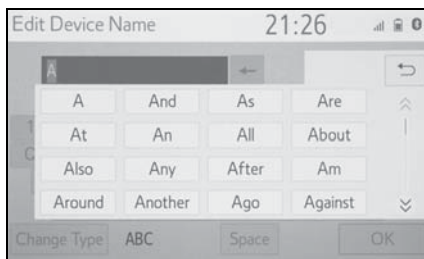 Edit Device Name 21:26
A
A And As Are
At An All About
Also Any After Am
Around Another Ago Against
Change Type ABC Space OK